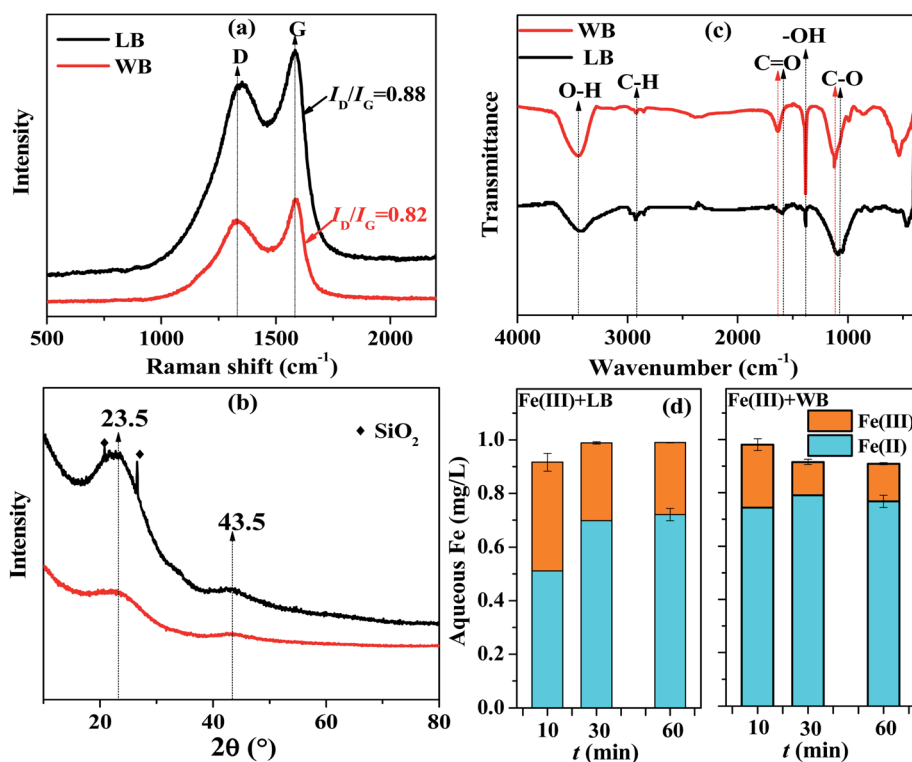 (a)
G
D
LB
WB
I_D/I_G=0.88
I_D/I_G=0.82
Intensity
500 1000 1500 2000
Raman shift (cm⁻¹)
(c)
WB
LB
-OH
C=O
O-H
C-H
C-O
Transmittance
4000 3000 2000 1000
Wavenumber (cm⁻¹)
(b)
23.5
♦ SiO₂
43.5
Intensity
20 40 60 80
2θ (°)
Fe(III)+LB
(d)
Fe(III)+WB
Fe(III)
Fe(II)
Aqueous Fe (mg/L)
1.0
0.8
0.6
0.4
0.2
0.0
10 30 60
t (min)
10 30 60
t (min)